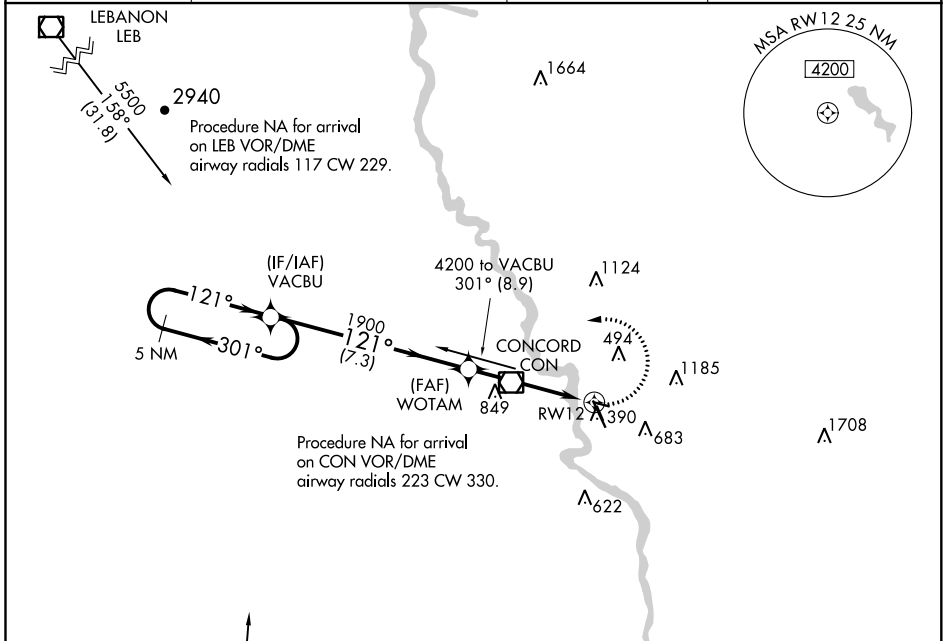 LEBANON
LEB
5500
158°
(31.8)
2940
Procedure NA for arrival
on LEB VOR/DME
airway radials 117 CW 229.
1664
MSA RW12 25 NM
4200
(IF/IAF)
VACBU
4200 to VACBU
301° (8.9)
1124
121°
301°
5 NM
1900
121°
(7.3)
494
CONCORD
CON
1185
(FAF)
WOTAM
849
RW12
390
683
1708
Procedure NA for arrival
on CON VOR/DME
airway radials 223 CW 330.
622